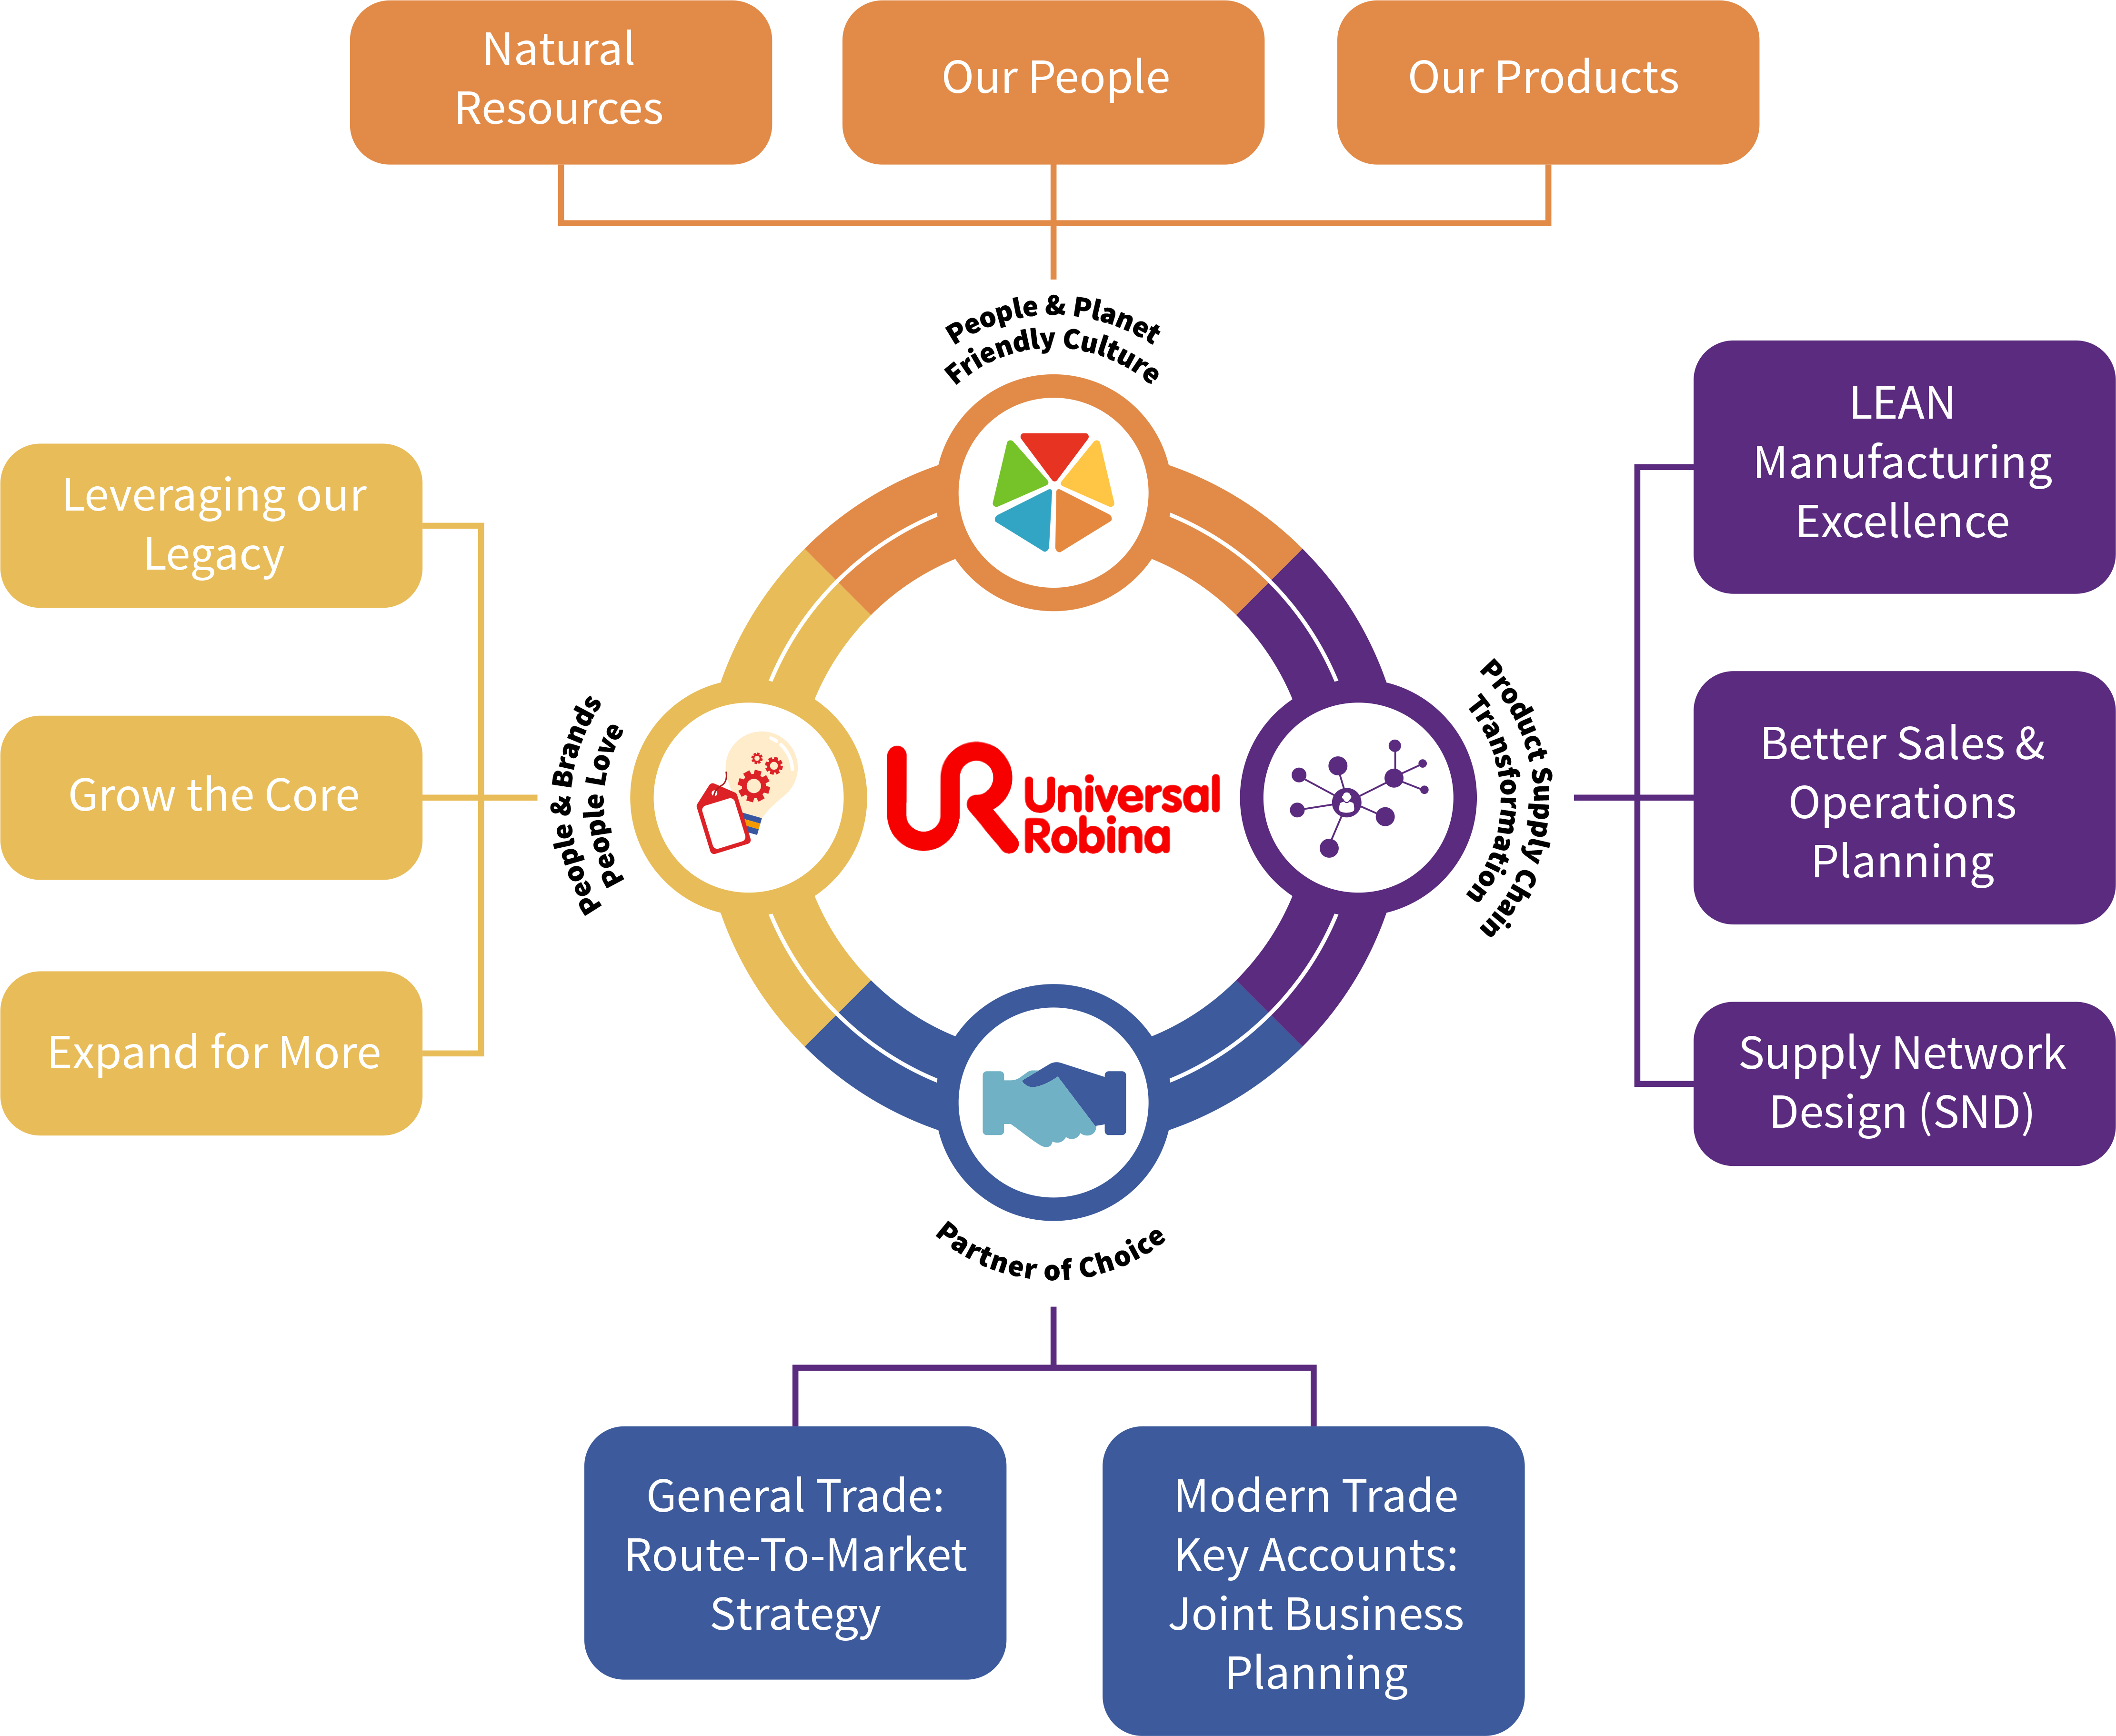 Natural
Resources
Our People
Our Products
People & Planet
Friendly Culture
Leveraging our
Legacy
Grow the Core
Expand for More
People & Brands
People Love
Universal
Robina
Product Supply Chain
Transformation
LEAN
Manufacturing
Excellence
Better Sales &
Operations
Planning
Supply Network
Design (SND)
Partner of Choice
General Trade:
Route-To-Market
Strategy
Modern Trade
Key Accounts:
Joint Business
Planning